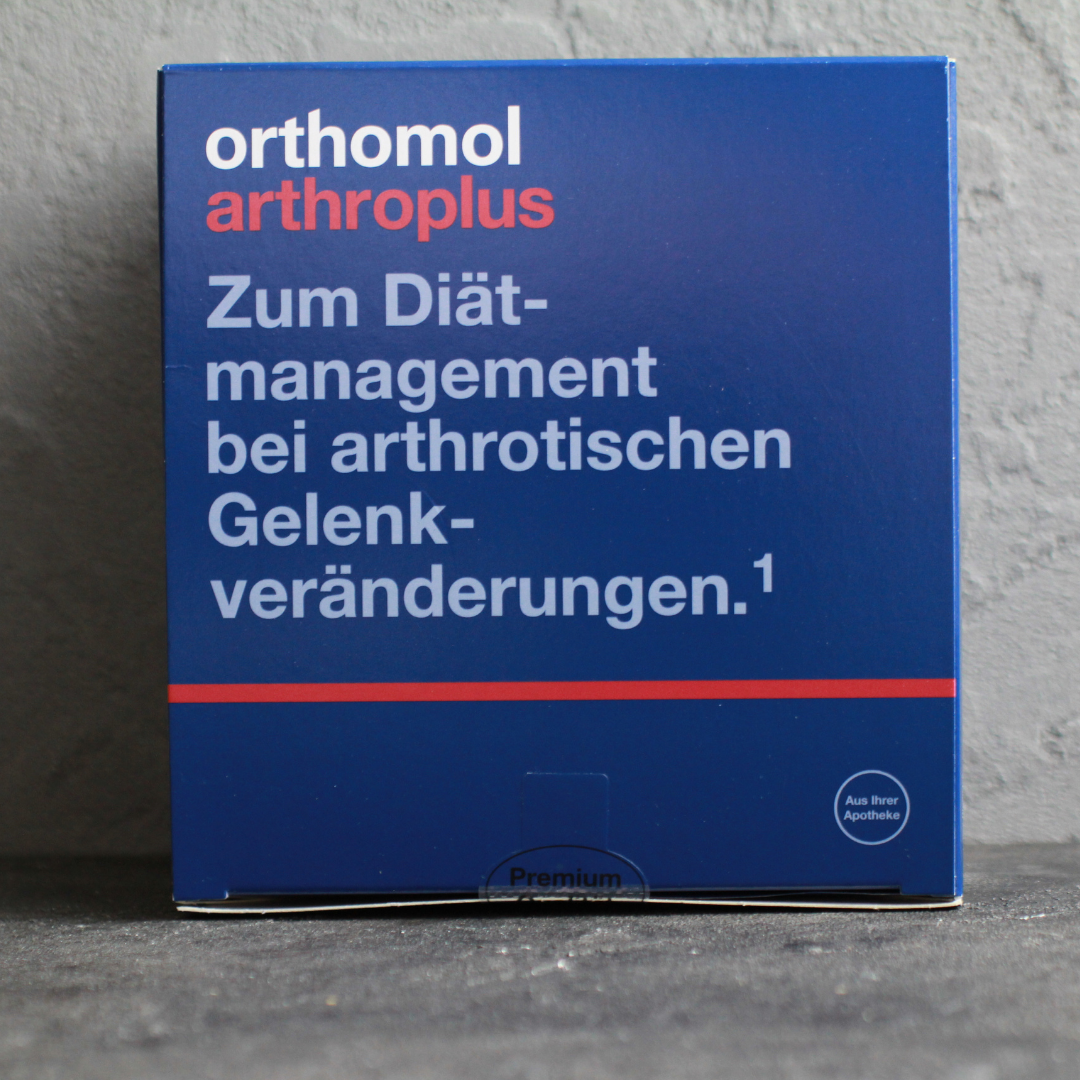 orthomol
arthroplus
Zum Diät-
management
bei arthrotischen
Gelenk-
veränderungen.¹
Aus Ihrer
Apotheke
Premium